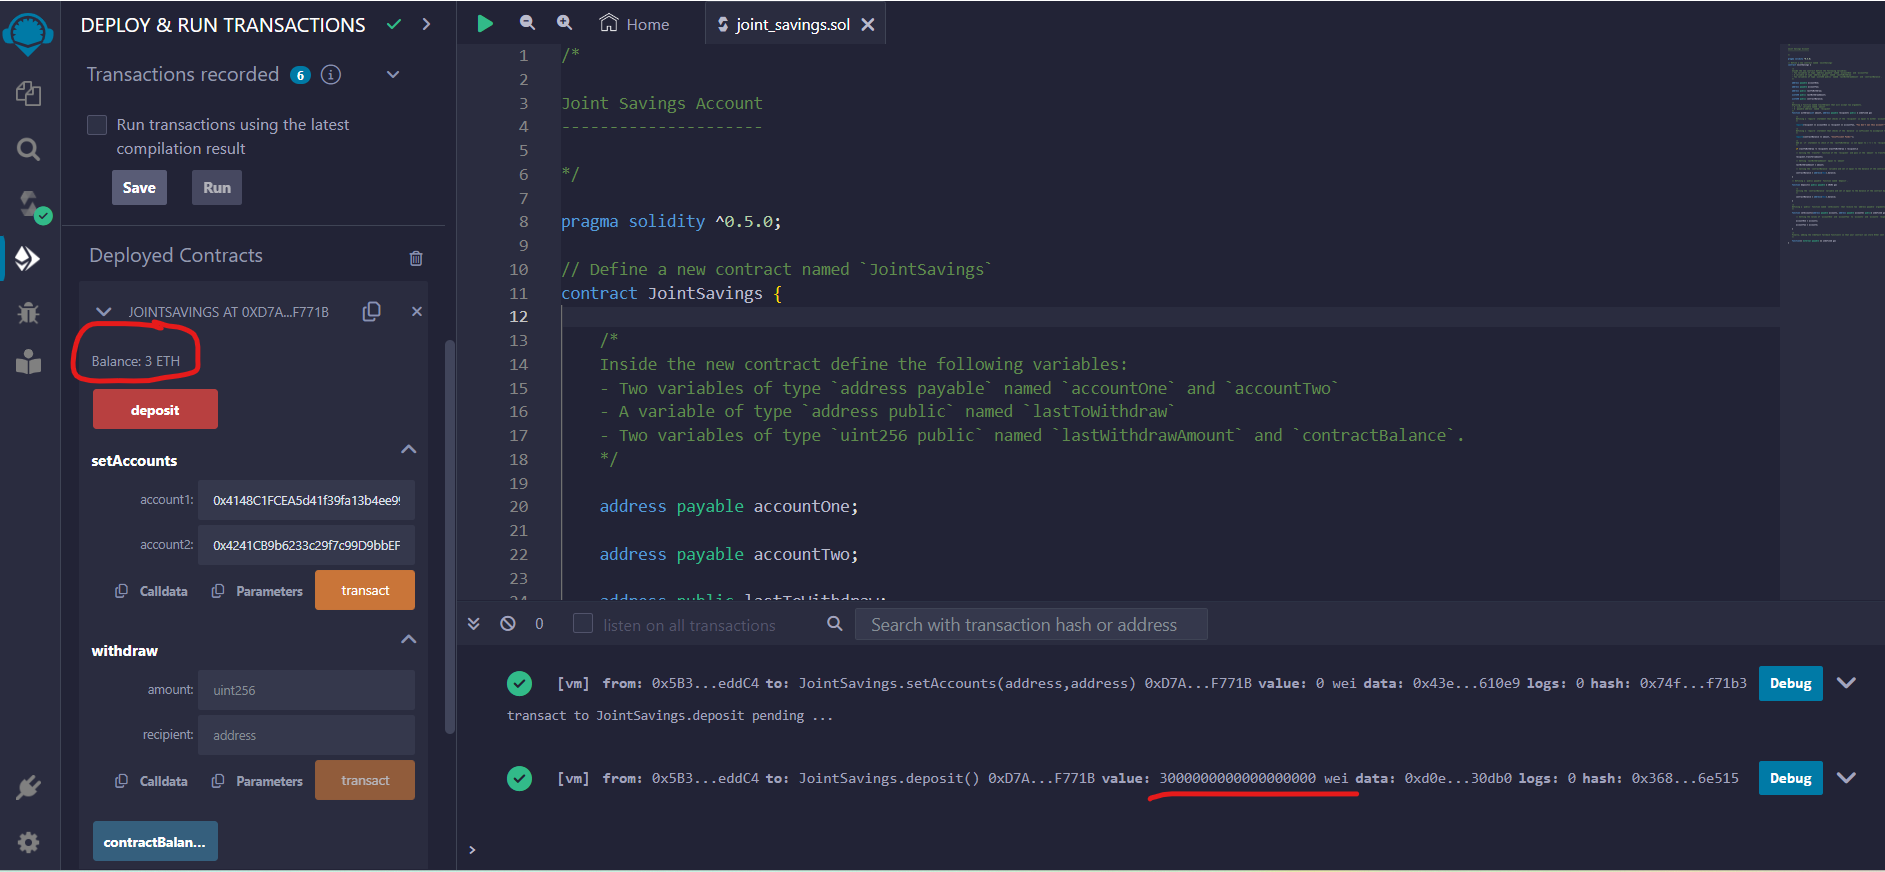 DEPLOY & RUN TRANSACTIONS
Transactions recorded 6 i
Run transactions using the latest
compilation result
Save Run
Deployed Contracts
JOINTSAVINGS AT 0XD7A...F771B
Balance: 3 ETH
deposit
setAccounts
account1: 0x4148C1FCEA5d41f39fa13b4ee99
account2: 0x4241CB9b6233c29f7c99D9bbEF
Calldata Parameters transact
withdraw
amount: uint256
recipient: address
Calldata Parameters transact
contractBalan...
Home joint_savings.sol
1 /*
2
3 Joint Savings Account
4 ---------------------
5
6 */
7
8 pragma solidity ^0.5.0;
9
10 // Define a new contract named `JointSavings`
11 contract JointSavings {
12
13 /*
14 Inside the new contract define the following variables:
15 - Two variables of type `address payable` named `accountOne` and `accountTwo`
16 - A variable of type `address public` named `lastToWithdraw`
17 - Two variables of type `uint256 public` named `lastWithdrawAmount` and `contractBalance`.
18 */
19
20 address payable accountOne;
21
22 address payable accountTwo;
23
24 address public lastToWithdraw;
0 listen on all transactions Search with transaction hash or address
[vm] from: 0x5B3...eddC4 to: JointSavings.setAccounts(address,address) 0xD7A...F771B value: 0 wei data: 0x43e...610e9 logs: 0 hash: 0x74f...f71b3 Debug
transact to JointSavings.deposit pending ...
[vm] from: 0x5B3...eddC4 to: JointSavings.deposit() 0xD7A...F771B value: 3000000000000000000 wei data: 0xd0e...30db0 logs: 0 hash: 0x368...6e515 Debug
>